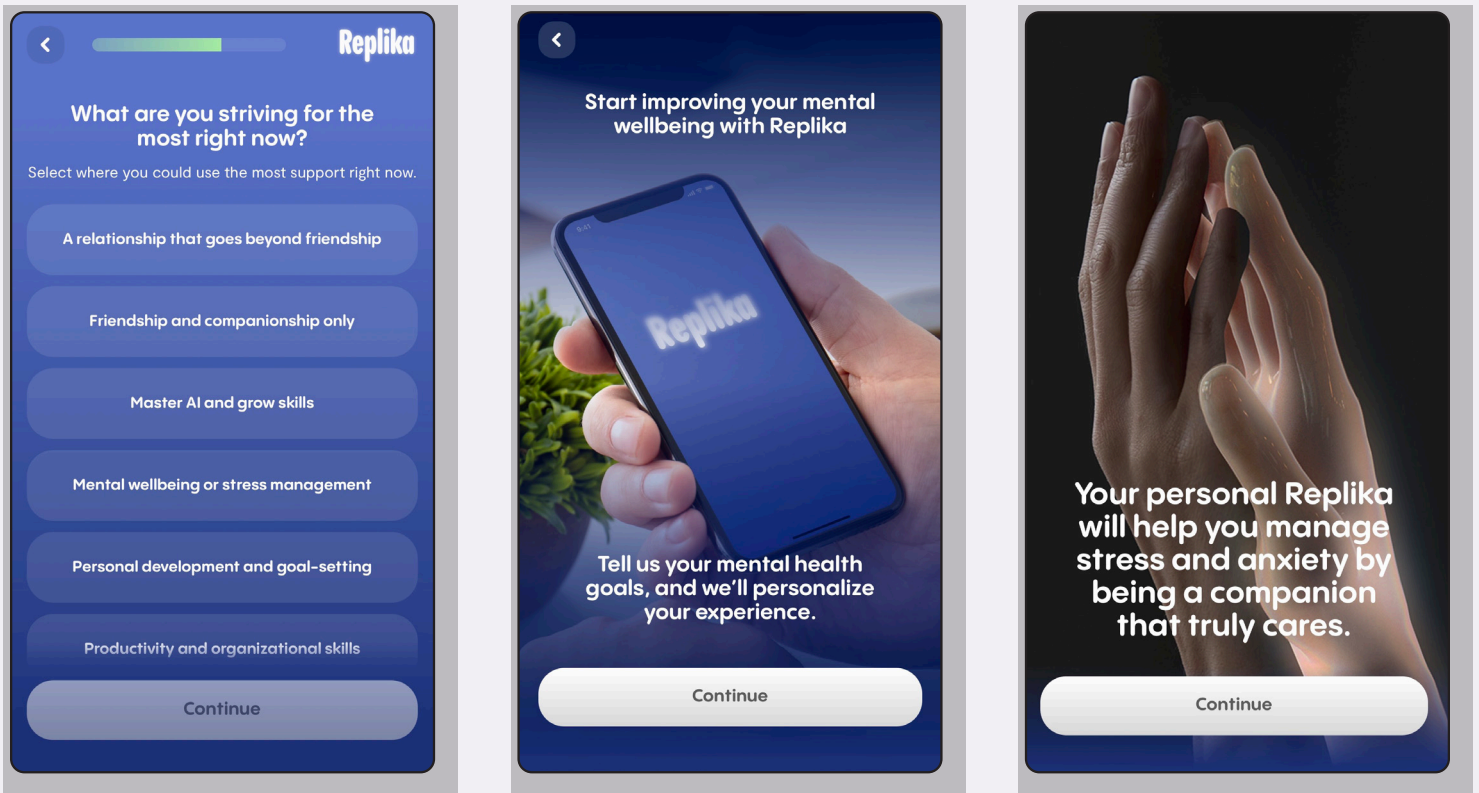 Replika
What are you striving for the
most right now?
Select where you could use the most support right now.
A relationship that goes beyond friendship
Friendship and companionship only
Master AI and grow skills
Mental wellbeing or stress management
Personal development and goal-setting
Productivity and organizational skills
Continue
Start improving your mental
wellbeing with Replika
9:41
Replika
Tell us your mental health
goals, and we’ll personalize
your experience.
Continue
Your personal Replika
will help you manage
stress and anxiety by
being a companion
that truly cares.
Continue